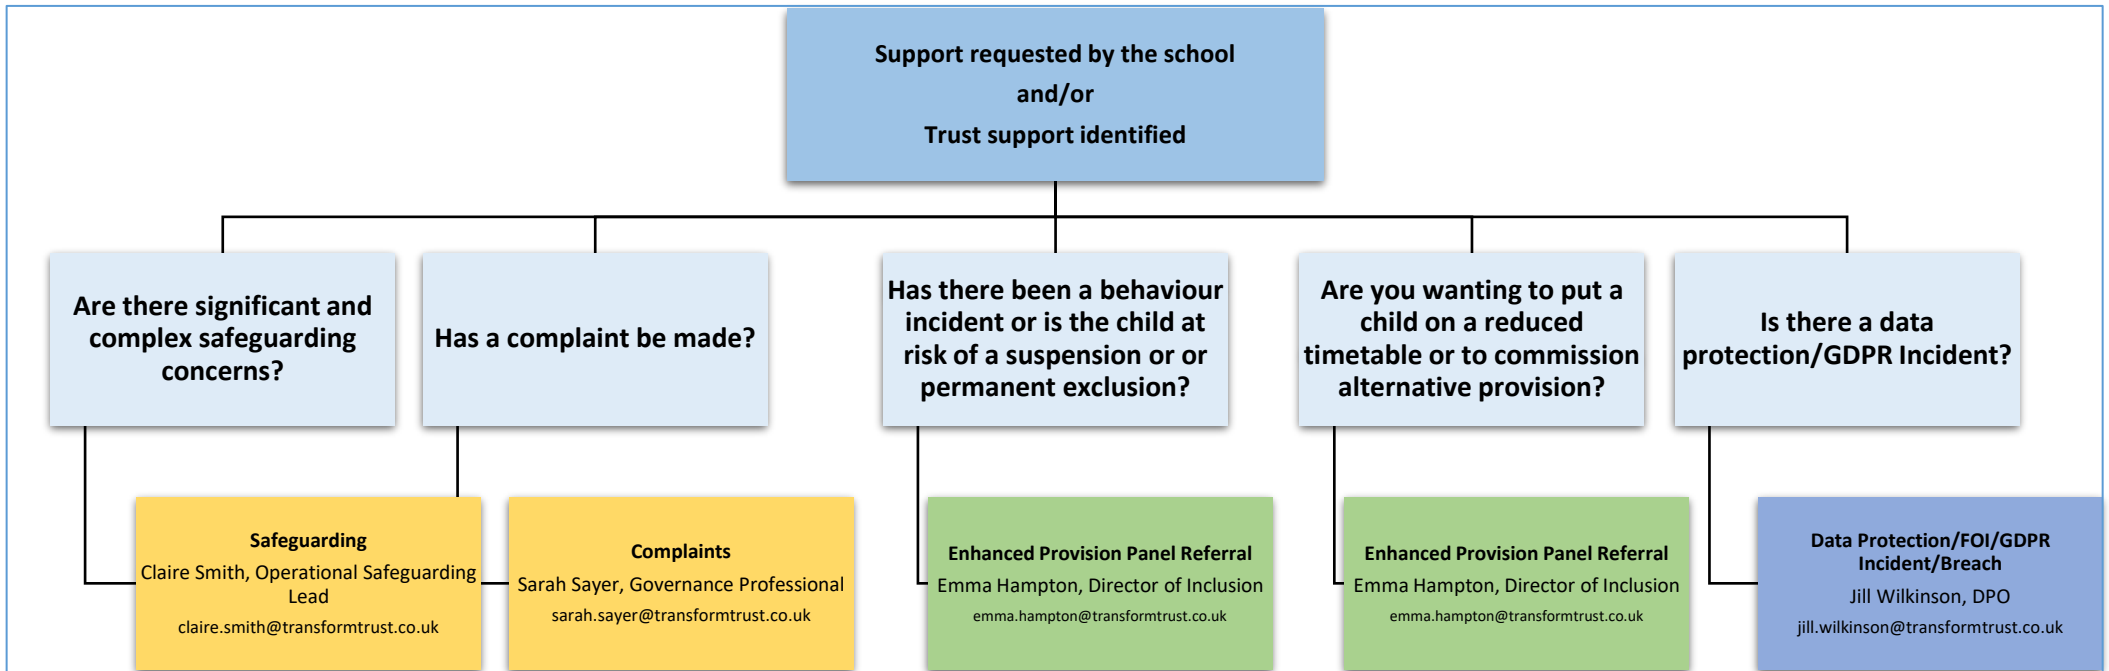 Support requested by the school
and/or
Trust support identified
Are there significant and
complex safeguarding
concerns?
Has a complaint be made?
Has there been a behaviour
incident or is the child at
risk of a suspension or or
permanent exclusion?
Are you wanting to put a
child on a reduced
timetable or to commission
alternative provision?
Is there a data
protection/GDPR Incident?
Safeguarding
Claire Smith, Operational Safeguarding
Lead
claire.smith@transformtrust.co.uk
Complaints
Sarah Sayer, Governance Professional
sarah.sayer@transformtrust.co.uk
Enhanced Provision Panel Referral
Emma Hampton, Director of Inclusion
emma.hampton@transformtrust.co.uk
Enhanced Provision Panel Referral
Emma Hampton, Director of Inclusion
emma.hampton@transformtrust.co.uk
Data Protection/FOI/GDPR
Incident/Breach
Jill Wilkinson, DPO
jill.wilkinson@transformtrust.co.uk